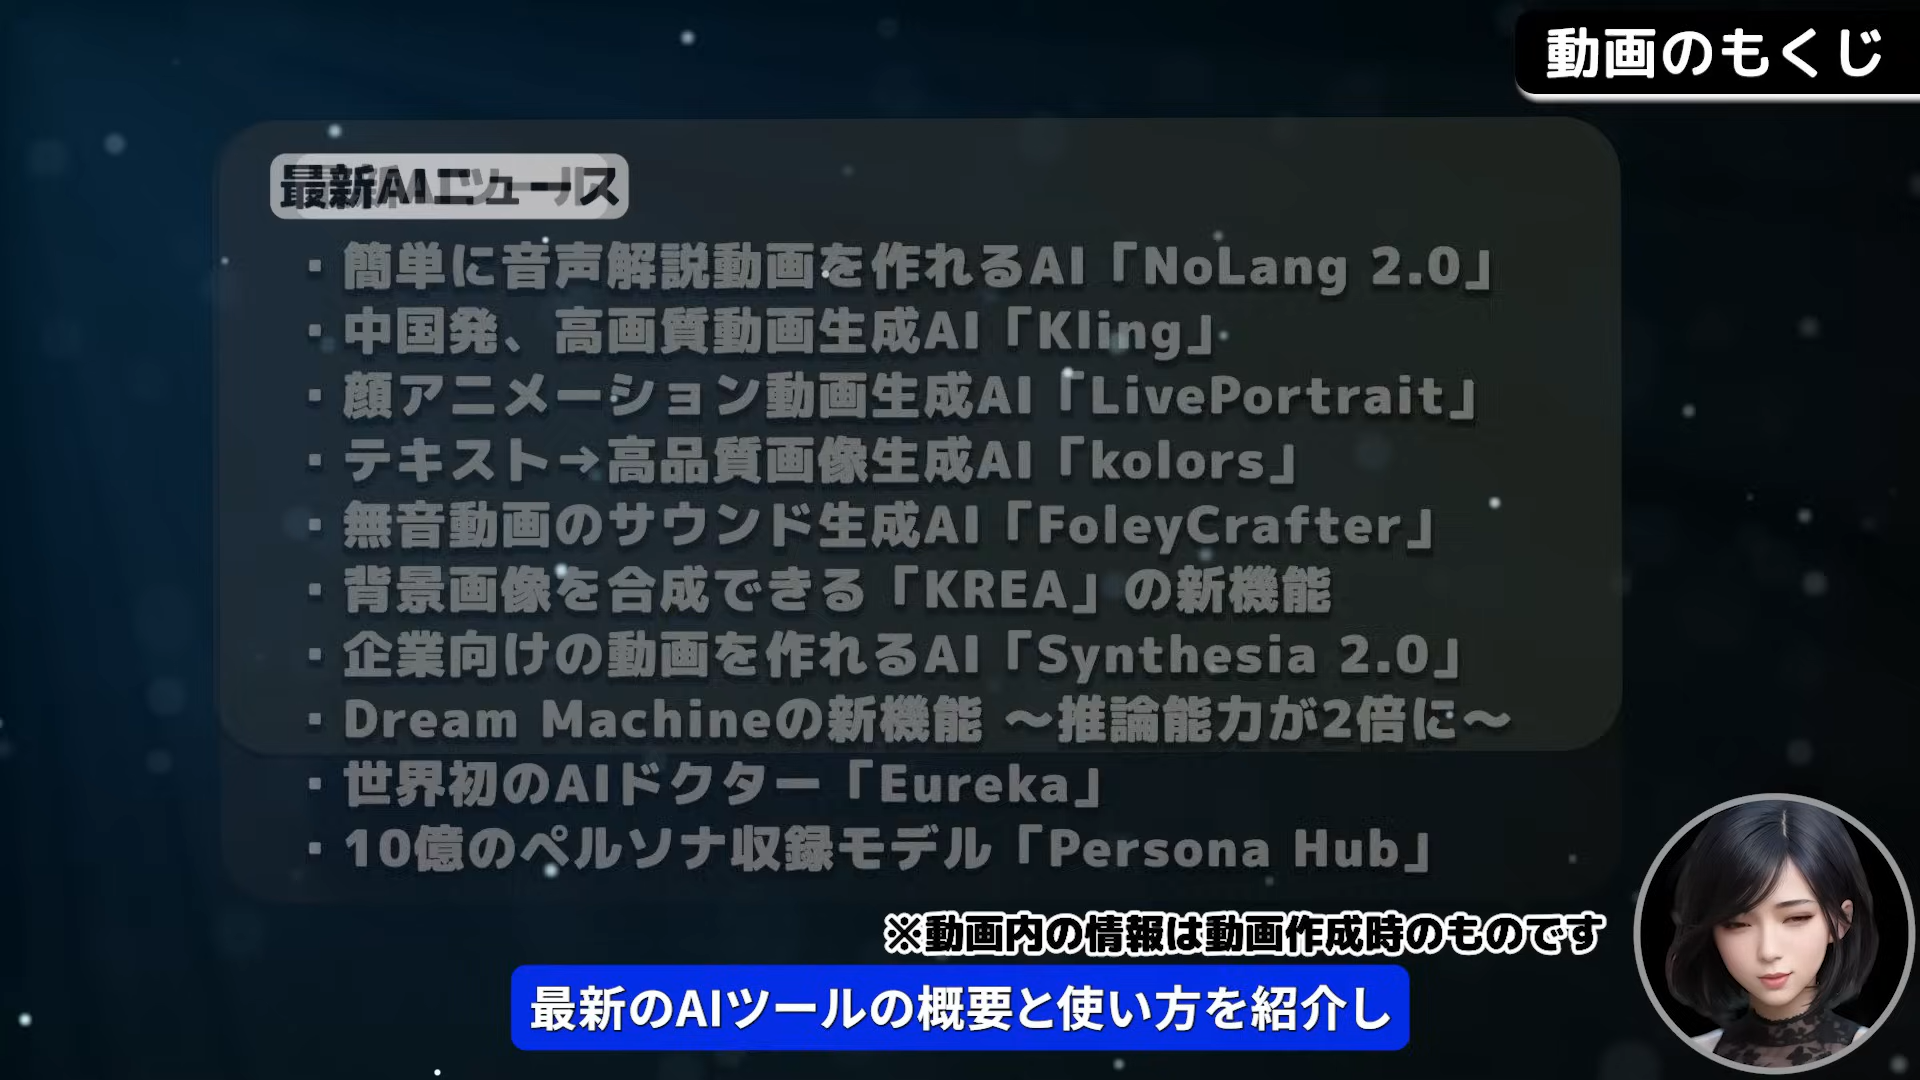 動画のもくじ
・簡単に音声解説動画を作れるAI「NoLang 2.0」
・中国発、高画質動画生成AI「Kling」
・顔アニメーション動画生成AI「LivePortrait」
・テキスト→高品質画像生成AI「kolors」
・無音動画のサウンド生成AI「FoleyCrafter」
・背景画像を合成できる「KREA」の新機能
・企業向けの動画を作れるAI「Synthesia 2.0」
・Dream Machineの新機能 ～推論能力が2倍に～
・世界初のAIドクター「Eureka」
・10億のペルソナ収録モデル「Persona Hub」
※動画内の情報は動画作成時のものです
最新のAIツールの概要と使い方を紹介し